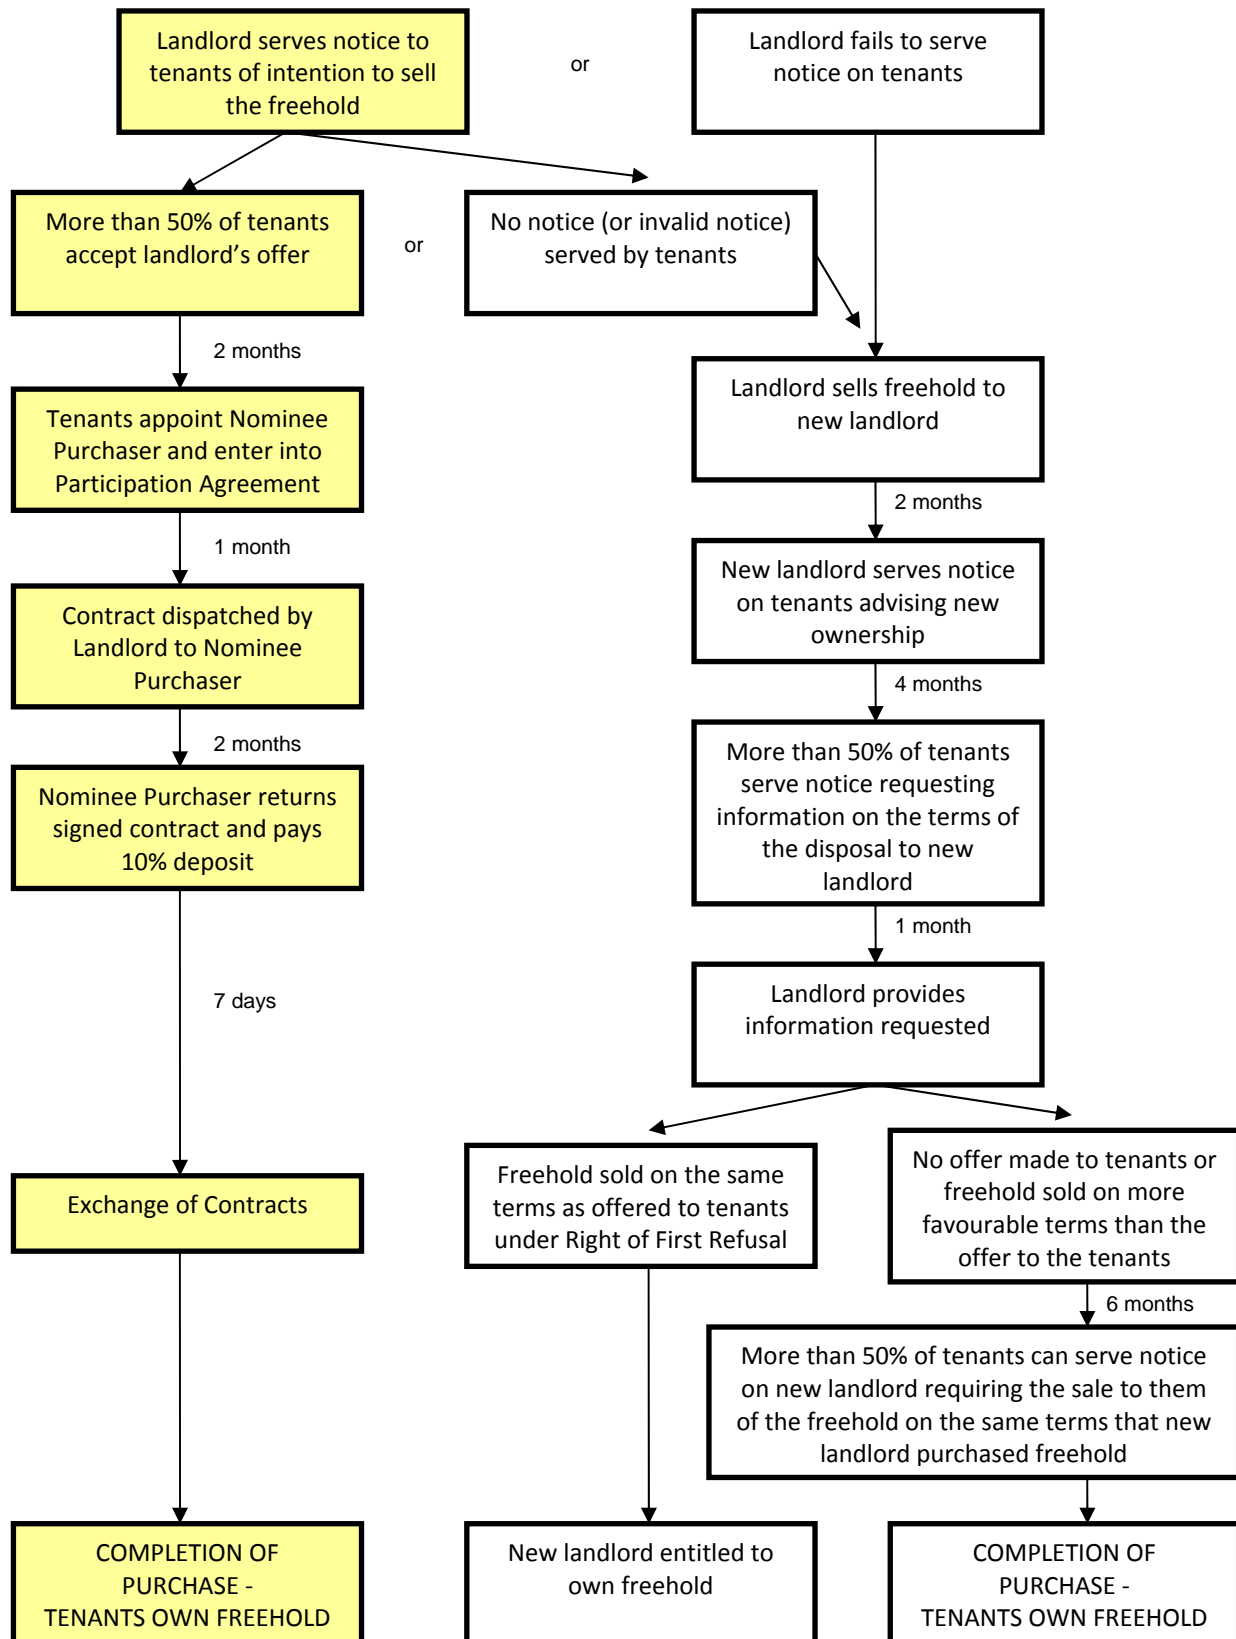 Landlord serves notice to
tenants of intention to sell
the freehold
or
Landlord fails to serve
notice on tenants
More than 50% of tenants
accept landlord’s offer
or
No notice (or invalid notice)
served by tenants
2 months
Tenants appoint Nominee
Purchaser and enter into
Participation Agreement
1 month
Contract dispatched by
Landlord to Nominee
Purchaser
2 months
Nominee Purchaser returns
signed contract and pays
10% deposit
7 days
Exchange of Contracts
COMPLETION OF
PURCHASE -
TENANTS OWN FREEHOLD
Landlord sells freehold to
new landlord
2 months
New landlord serves notice
on tenants advising new
ownership
4 months
More than 50% of tenants
serve notice requesting
information on the terms of
the disposal to new
landlord
1 month
Landlord provides
information requested
Freehold sold on the same
terms as offered to tenants
under Right of First Refusal
New landlord entitled to
own freehold
No offer made to tenants or
freehold sold on more
favourable terms than the
offer to the tenants
6 months
More than 50% of tenants can serve notice
on new landlord requiring the sale to them
of the freehold on the same terms that new
landlord purchased freehold
COMPLETION OF
PURCHASE -
TENANTS OWN FREEHOLD